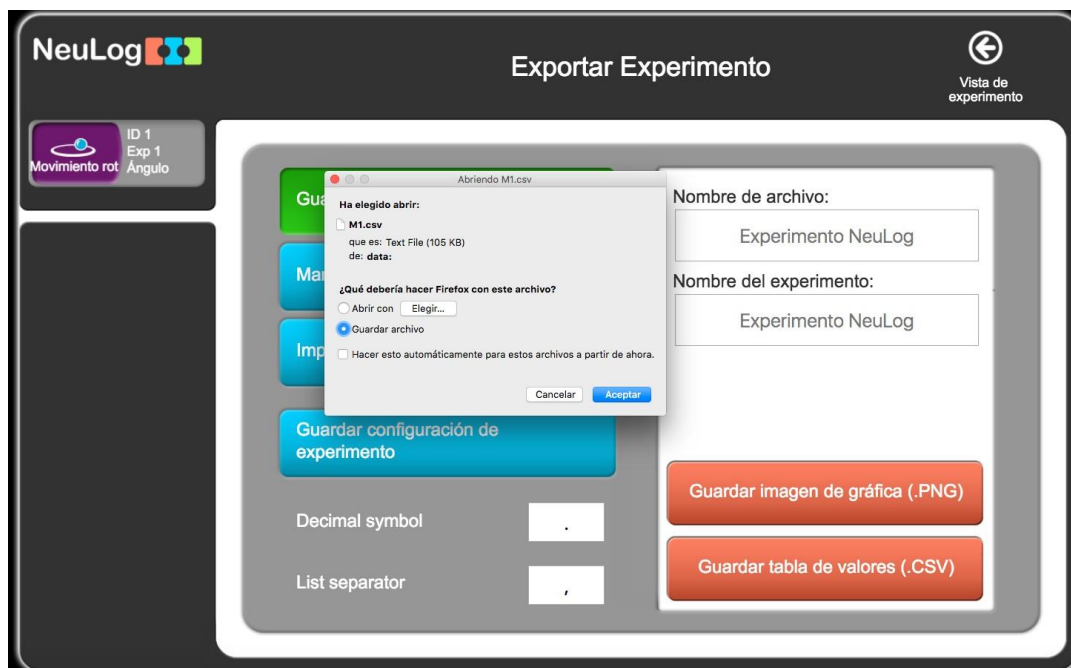 NeuLog
Exportar Experimento
Vista de
experimento
ID 1
Exp 1
Movimiento rot Ángulo
Abriendo M1.csv
Ha elegido abrir:
M1.csv
que es: Text File (105 KB)
de: data:
¿Qué debería hacer Firefox con este archivo?
Abrir con Elegir...
Guardar archivo
Hacer esto automáticamente para estos archivos a partir de ahora.
Cancelar Aceptar
Guardar configuración de
experimento
Decimal symbol .
List separator ,
Nombre de archivo:
Experimento NeuLog
Nombre del experimento:
Experimento NeuLog
Guardar imagen de gráfica (.PNG)
Guardar tabla de valores (.CSV)